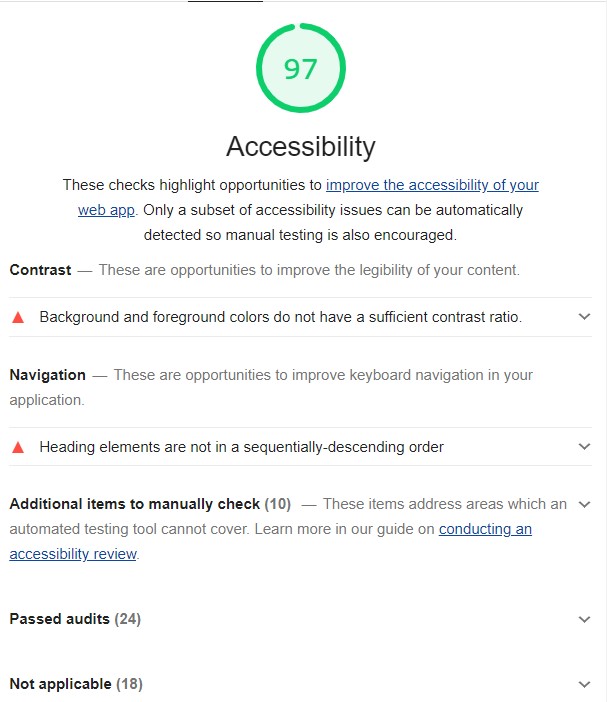 97
Accessibility
These checks highlight opportunities to improve the accessibility of your
web app. Only a subset of accessibility issues can be automatically
detected so manual testing is also encouraged.
Contrast — These are opportunities to improve the legibility of your content.
Background and foreground colors do not have a sufficient contrast ratio.
Navigation — These are opportunities to improve keyboard navigation in your
application.
Heading elements are not in a sequentially-descending order
Additional items to manually check (10) — These items address areas which an
automated testing tool cannot cover. Learn more in our guide on conducting an
accessibility review.
Passed audits (24)
Not applicable (18)